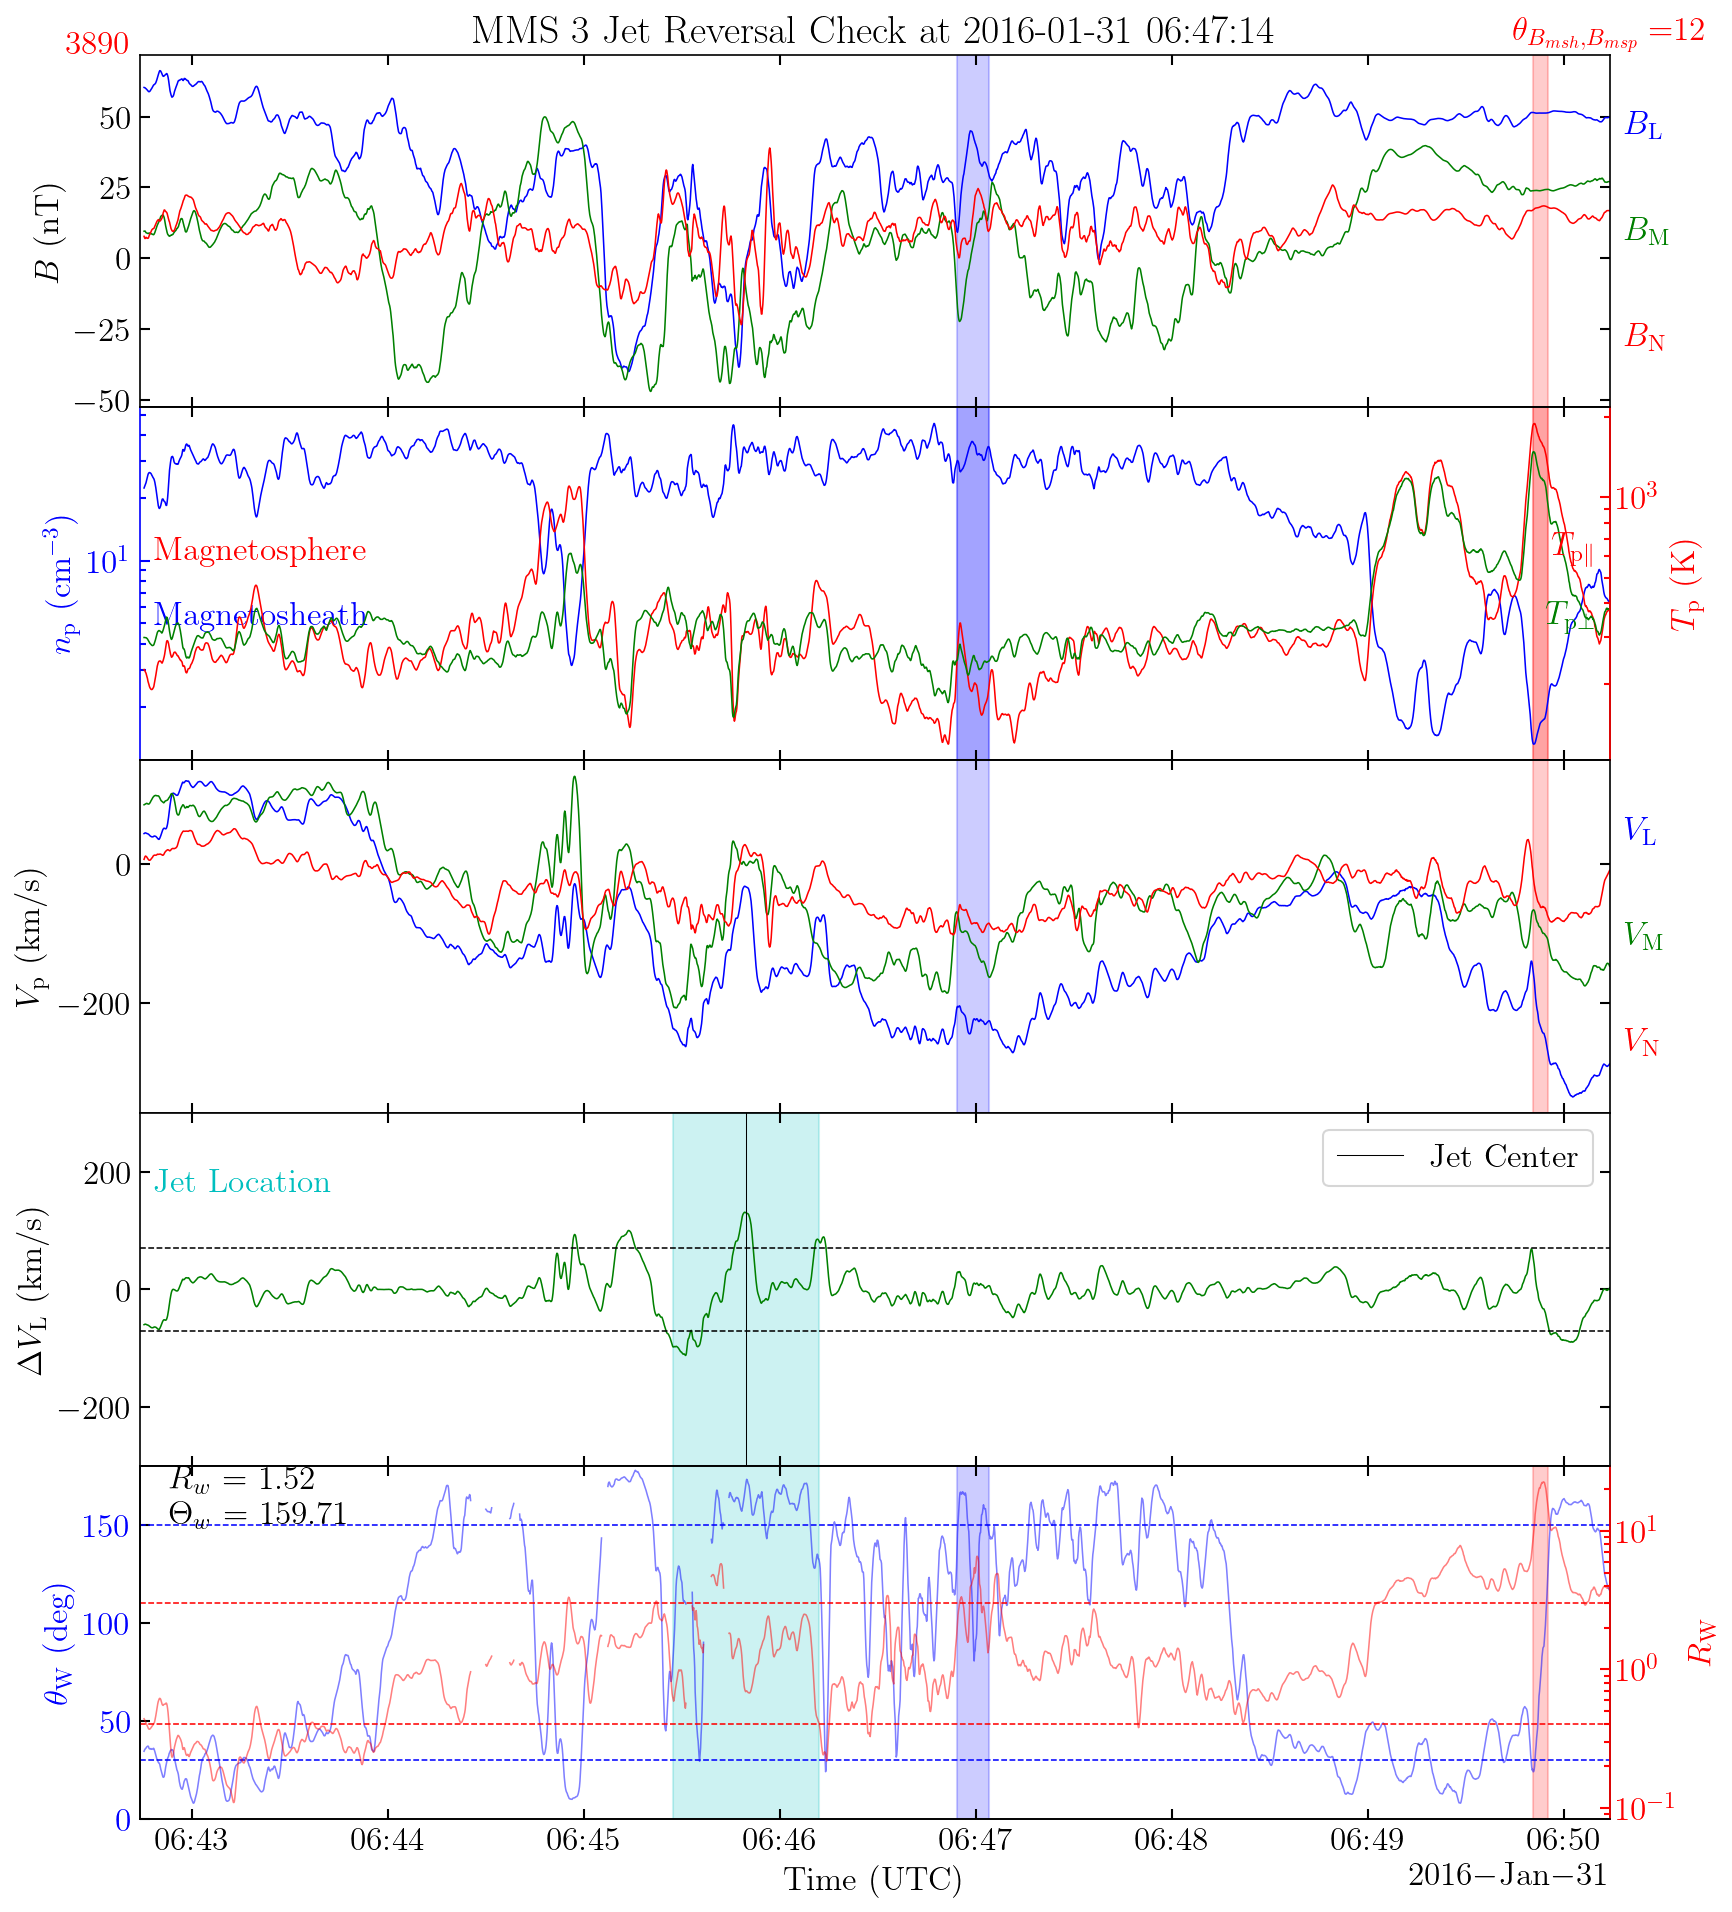 3890
MMS 3 Jet Reversal Check at 2016-01-31 06:47:14
θ_{B_{msh},B_{msp}} =12
50
25
0
−25
−50
B (nT)
B_L
B_M
B_N
10^1
n_p (cm^{−3})
Magnetosphere
Magnetosheath
T_{p∥}
T_{p⊥}
10^3
T_p (K)
0
−200
V_p (km/s)
V_L
V_M
V_N
200
0
−200
ΔV_L (km/s)
Jet Location
Jet Center
R_w = 1.52
Θ_w = 159.71
150
100
50
0
θ_W (deg)
10^1
10^0
10^{−1}
R_W
06:43 06:44 06:45 06:46 06:47 06:48 06:49 06:50
Time (UTC)
2016−Jan−31